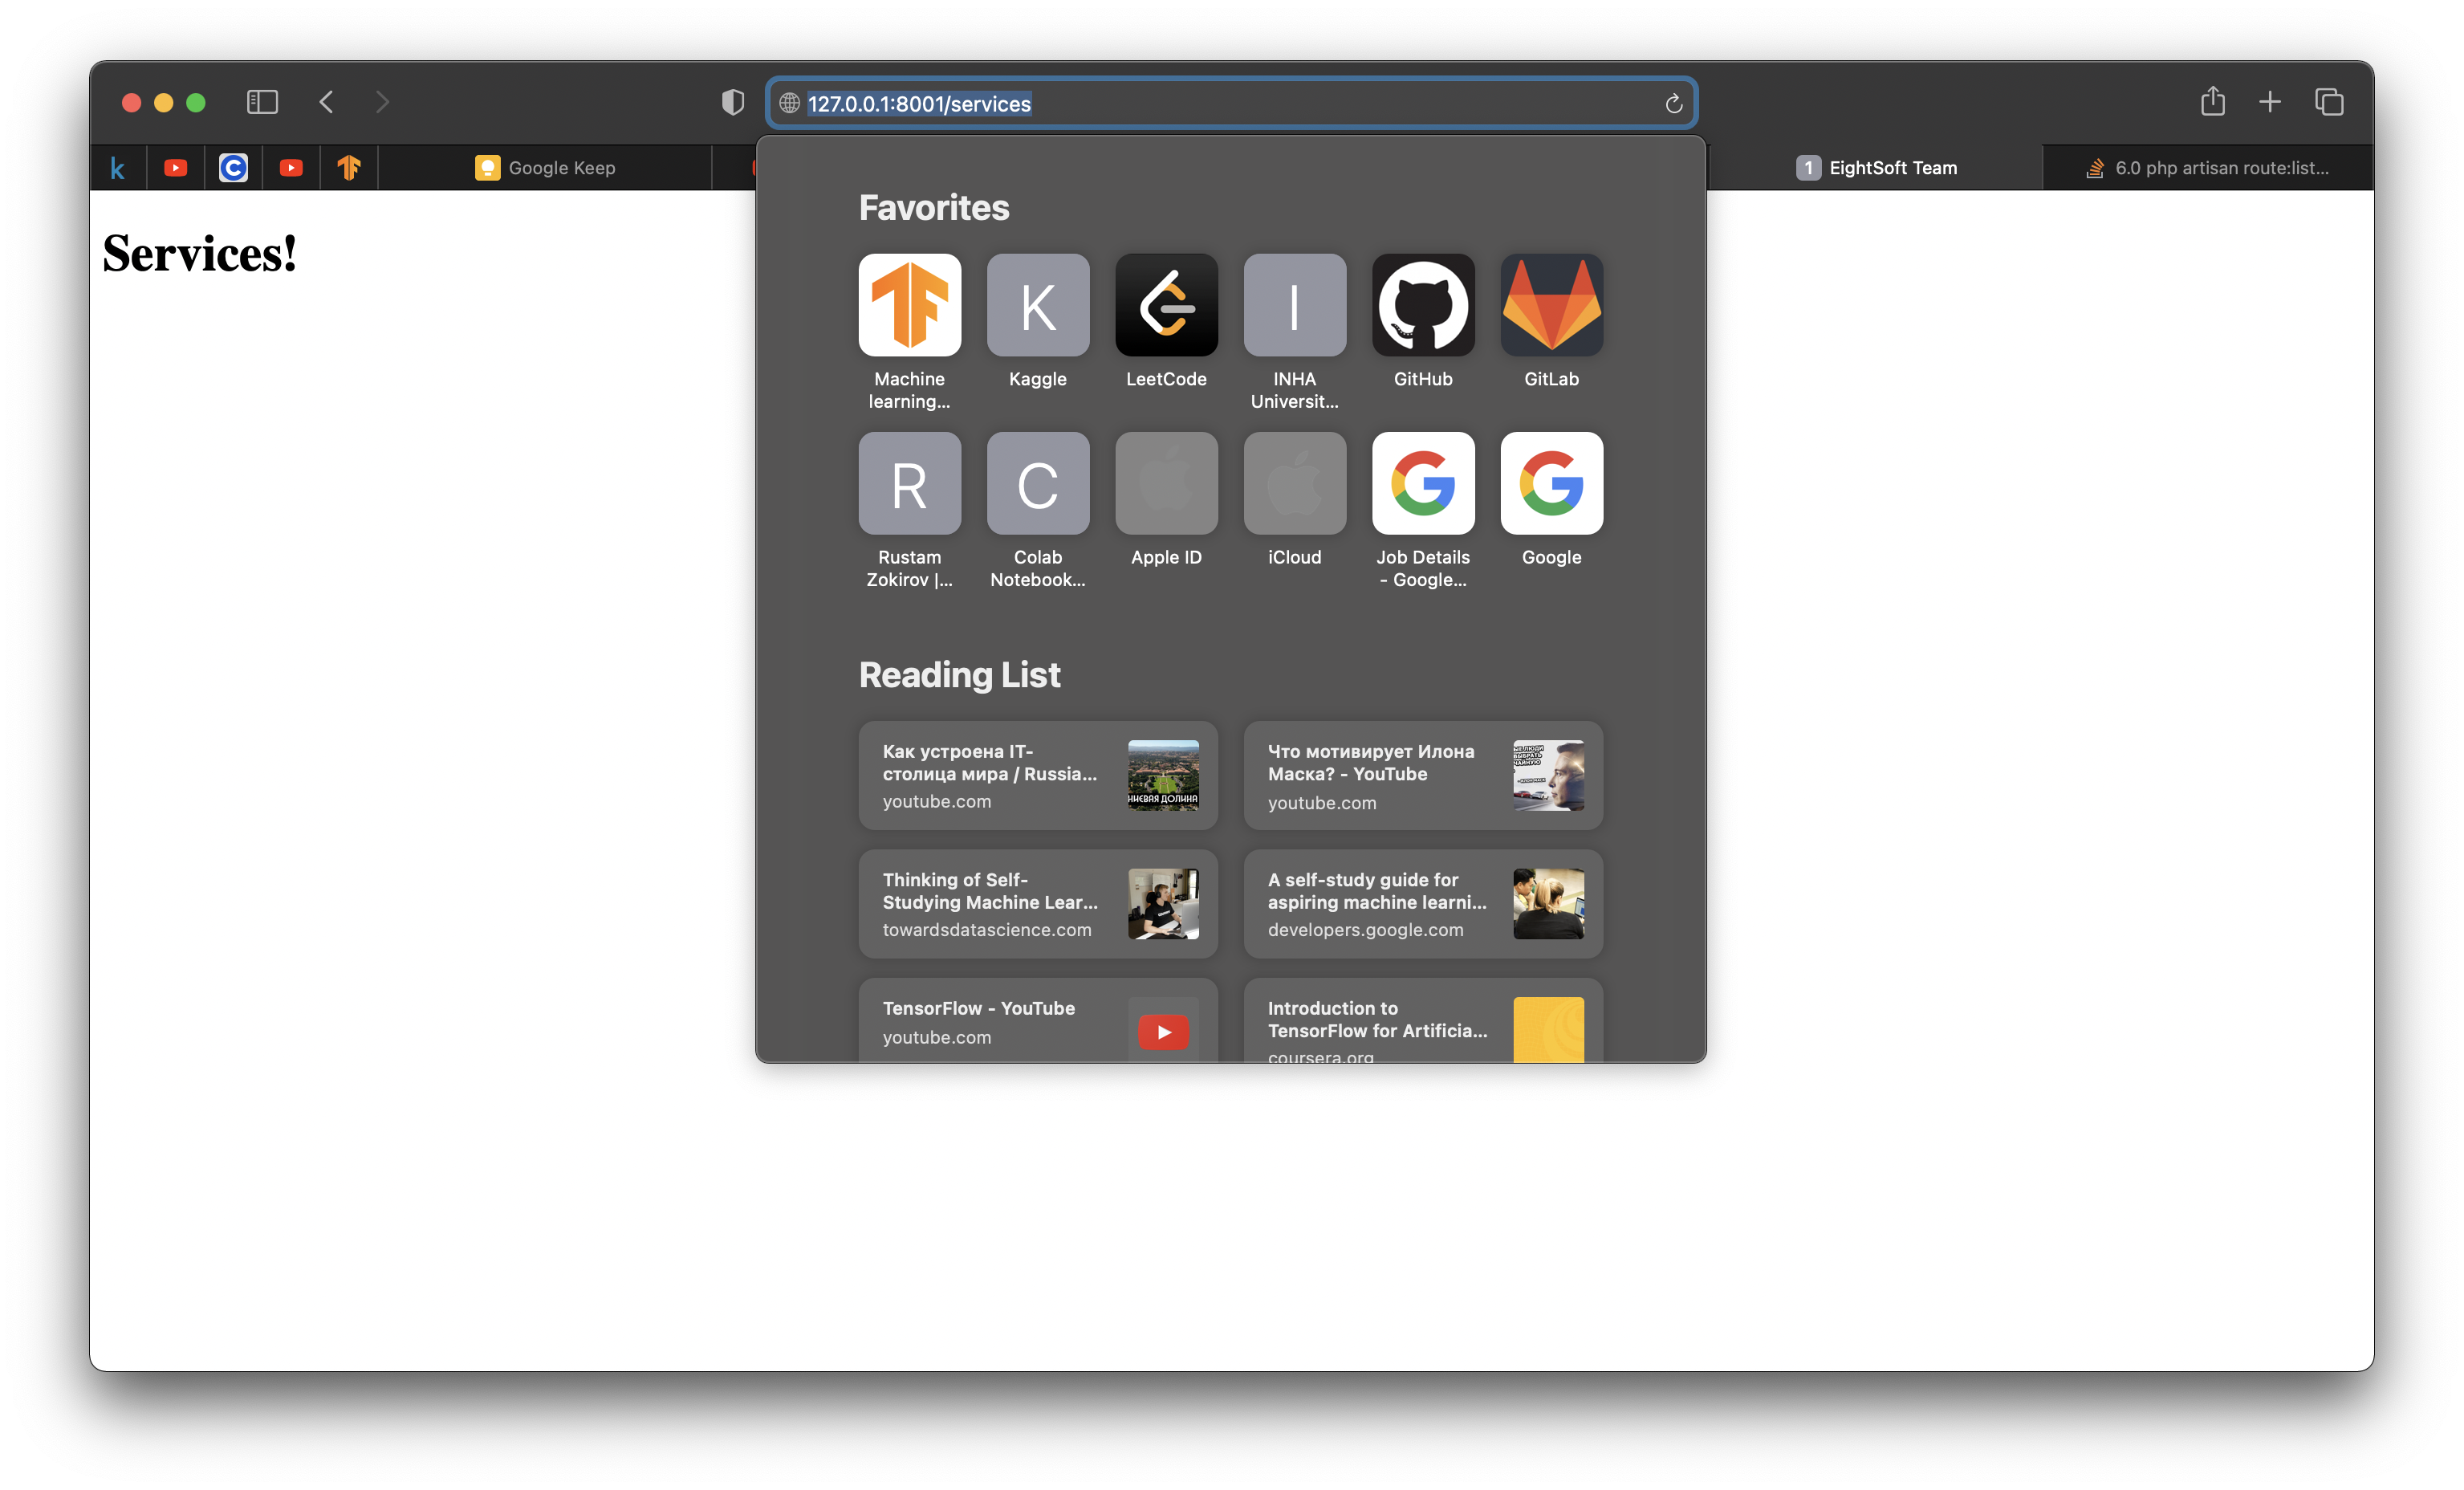 127.0.0.1:8001/services
k
Google Keep
1 EightSoft Team
6.0 php artisan route:list...
Services!
Favorites
K
I
Machine
learning...
Kaggle
LeetCode
INHA
Universit...
GitHub
GitLab
R
C
Rustam
Zokirov |...
Colab
Notebook...
Apple ID
iCloud
Job Details
- Google...
Google
Reading List
Как устроена IT-
столица мира / Russia...
youtube.com
НИЕВАЯ ДОЛИНА
Что мотивирует Илона
Маска? - YouTube
youtube.com
Thinking of Self-
Studying Machine Lear...
towardsdatascience.com
A self-study guide for
aspiring machine learni...
developers.google.com
TensorFlow - YouTube
youtube.com
Introduction to
TensorFlow for Artificia...
coursera.org